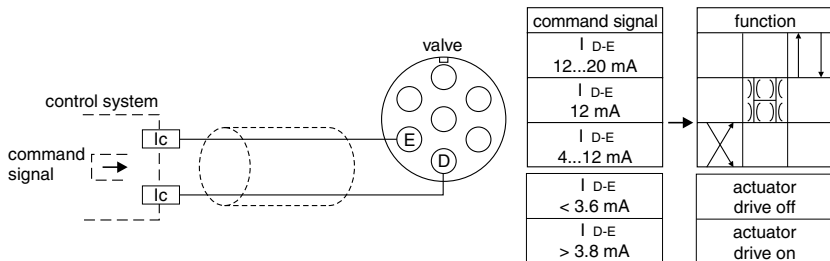 valve
control system
Ic
command
signal
Ic
E
D
command signal
I D-E
12...20 mA
I D-E
12 mA
I D-E
4...12 mA
I D-E
< 3.6 mA
I D-E
> 3.8 mA
function
actuator
drive off
actuator
drive on